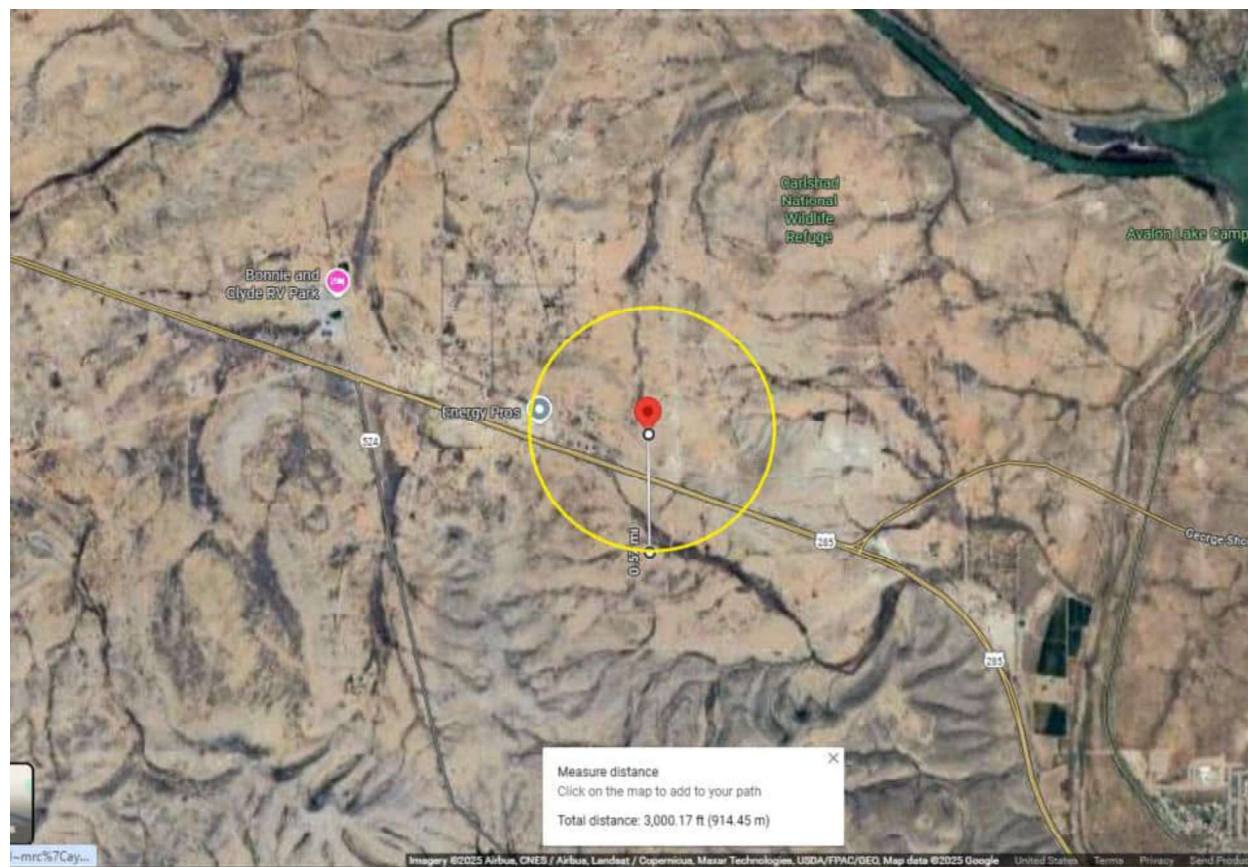 Carlsbad
National
Wildlife
Refuge
Avalon Lake Camp
Bonnie and
Clyde RV Park
Energy Pros
524
0.57 mi
285
George Sho
285
Measure distance
Click on the map to add to your path
Total distance: 3,000.17 ft (914.45 m)
~mrc%7Cay...
Imagery ©2025 Airbus, CNES / Airbus, Landsat / Copernicus, Maxar Technologies, USDA/FPAC/GEO, Map data ©2025 Google United States Terms Privacy Send Produ